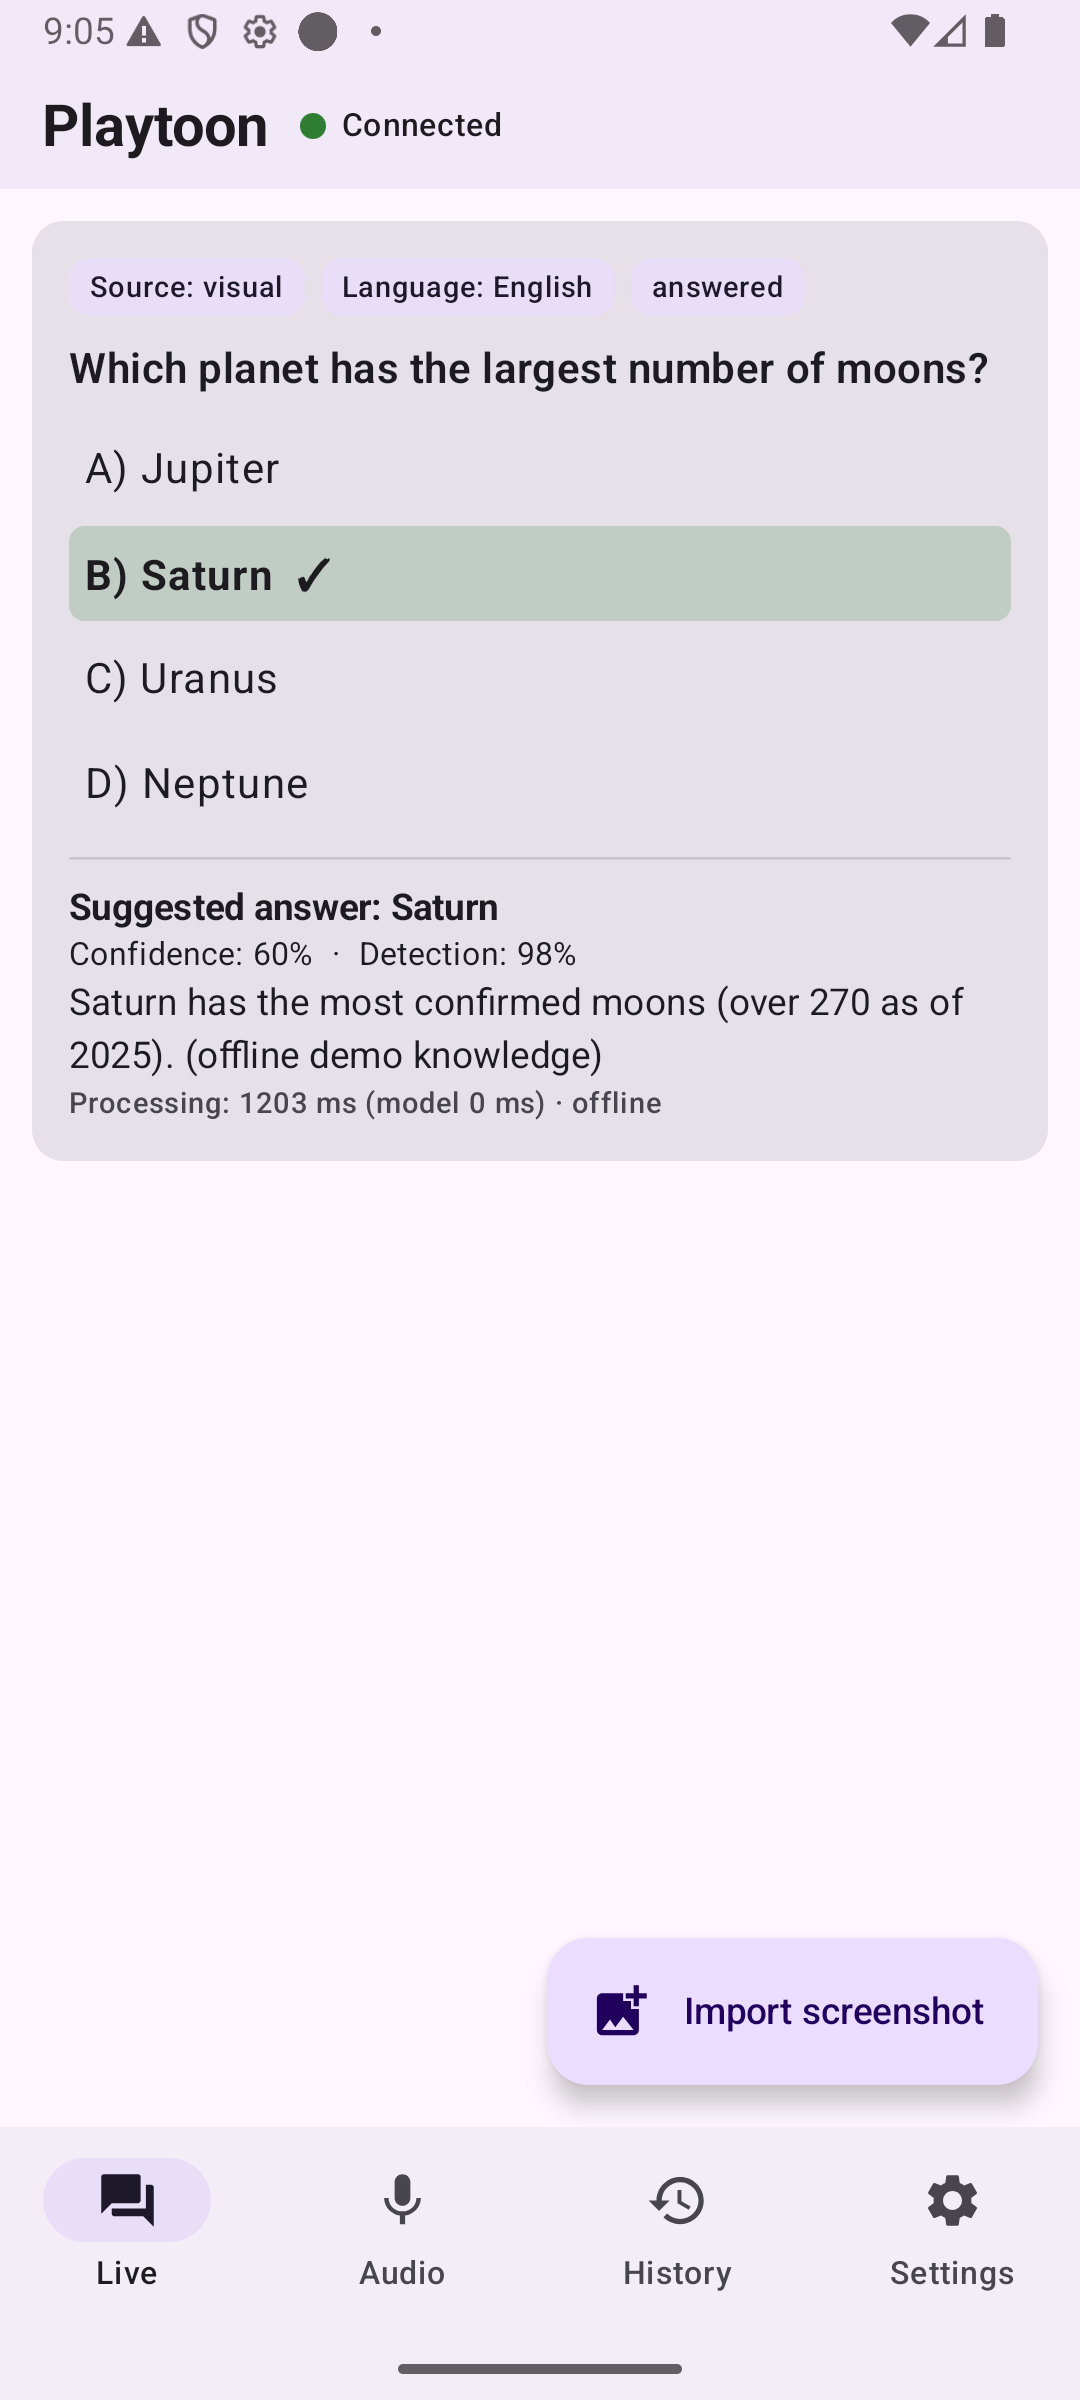 9:05
Playtoon
Connected
Source: visual
Language: English
answered
Which planet has the largest number of moons?
A) Jupiter
B) Saturn ✓
C) Uranus
D) Neptune
Suggested answer: Saturn
Confidence: 60% · Detection: 98%
Saturn has the most confirmed moons (over 270 as of
2025). (offline demo knowledge)
Processing: 1203 ms (model 0 ms) · offline
Import screenshot
Live
Audio
History
Settings